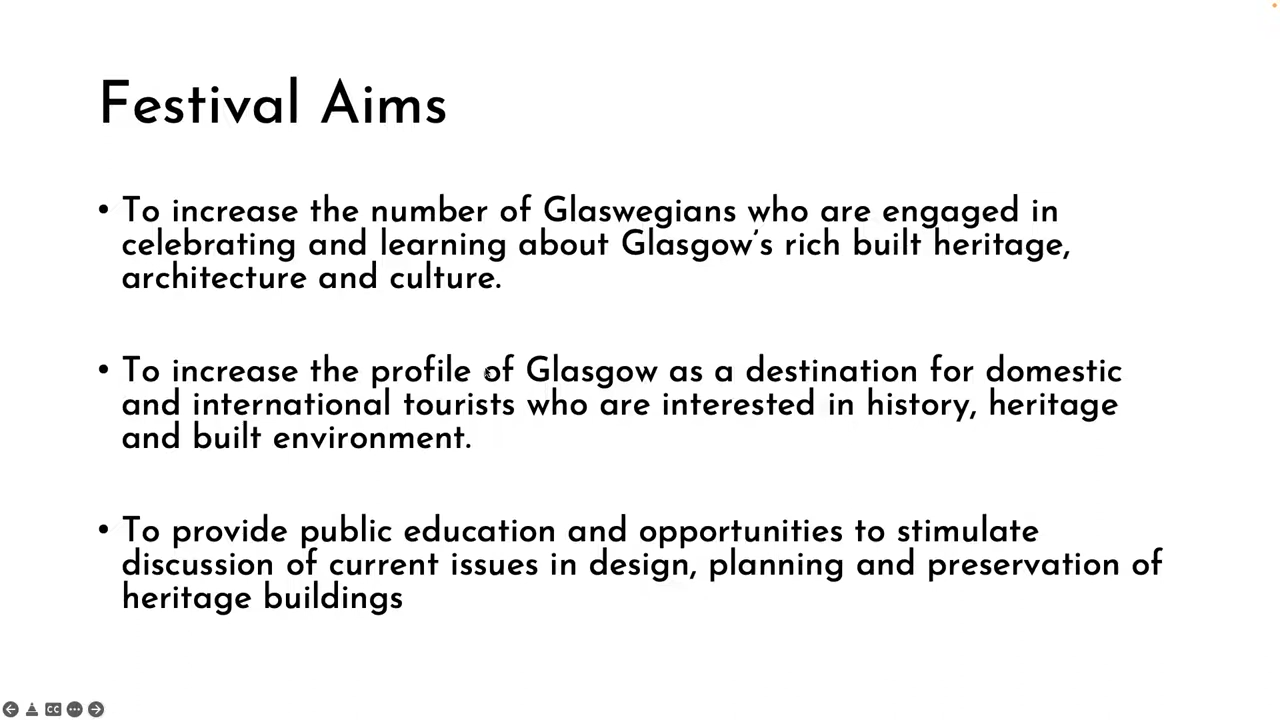 Festival Aims
• To increase the number of Glaswegians who are engaged in
celebrating and learning about Glasgow’s rich built heritage,
architecture and culture.
• To increase the profile of Glasgow as a destination for domestic
and international tourists who are interested in history, heritage
and built environment.
• To provide public education and opportunities to stimulate
discussion of current issues in design, planning and preservation of
heritage buildings
CC